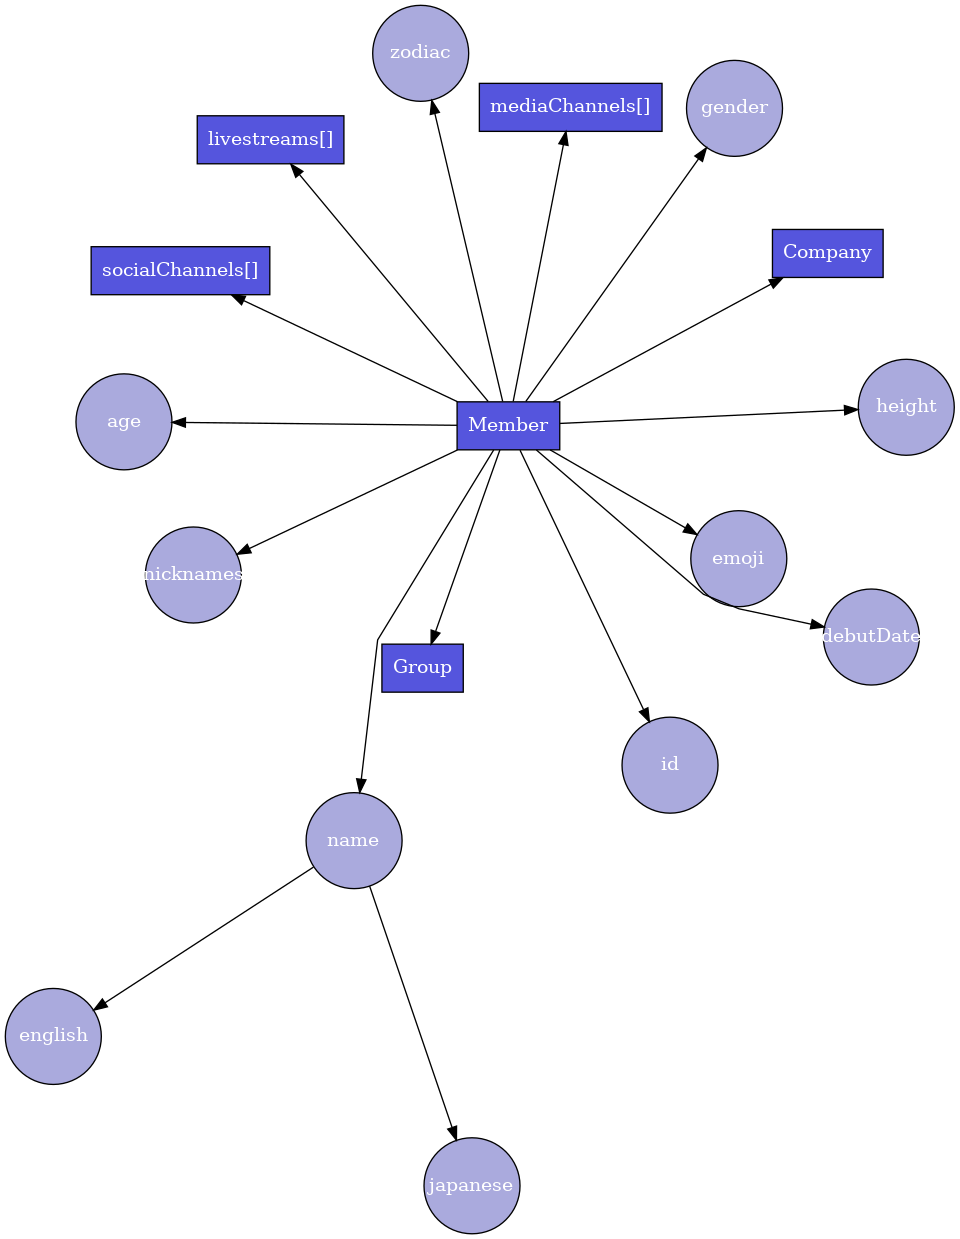 zodiac
mediaChannels[]
gender
livestreams[]
Company
socialChannels[]
height
age
Member
emoji
nicknames
debutDate
Group
id
name
english
japanese